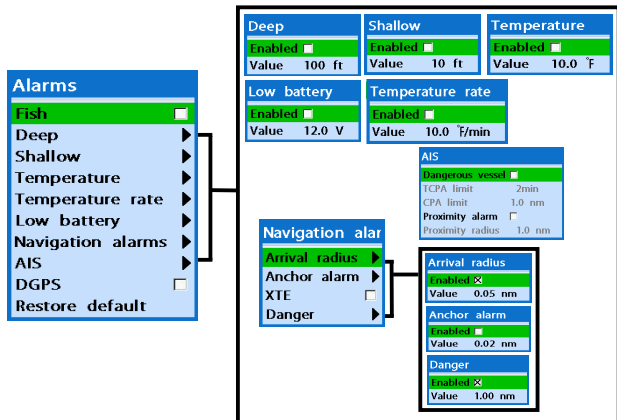 Alarms
Fish
Deep
Shallow
Temperature
Temperature rate
Low battery
Navigation alarms
AIS
DGPS
Restore default
Deep
Enabled
Value 100 ft
Shallow
Enabled
Value 10 ft
Temperature
Enabled
Value 10.0 °F
Low battery
Enabled
Value 12.0 V
Temperature rate
Enabled
Value 10.0 °F/min
AIS
Dangerous vessel
TCPA limit 2min
CPA limit 1.0 nm
Proximity alarm
Proximity radius 1.0 nm
Navigation alar
Arrival radius
Anchor alarm
XTE
Danger
Arrival radius
Enabled
Value 0.05 nm
Anchor alarm
Enabled
Value 0.02 nm
Danger
Enabled
Value 1.00 nm